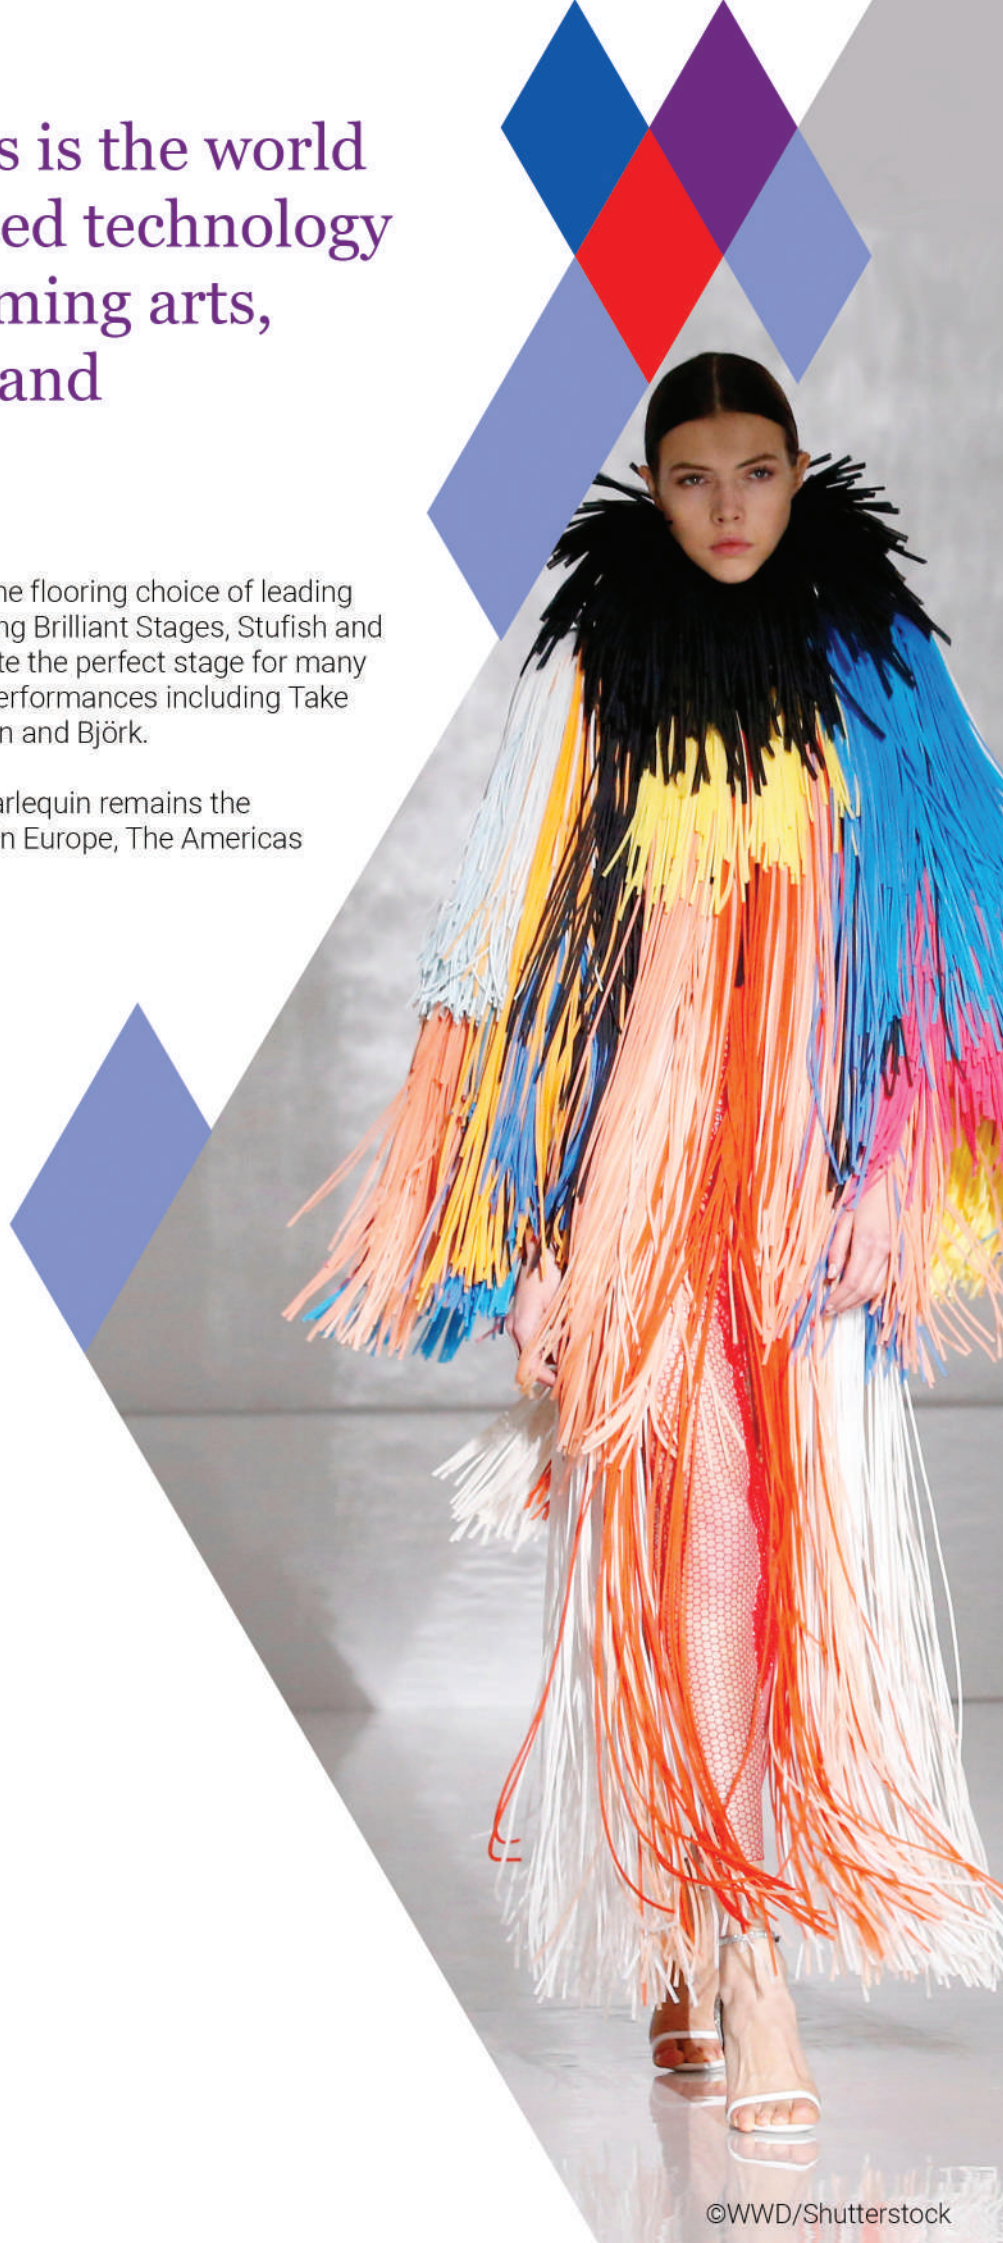 s is the world
ed technology
ming arts,
and
he flooring choice of leading
ng Brilliant Stages, Stufish and
te the perfect stage for many
erformances including Take
n and Björk.
arlequin remains the
n Europe, The Americas
©WWD/Shutterstock